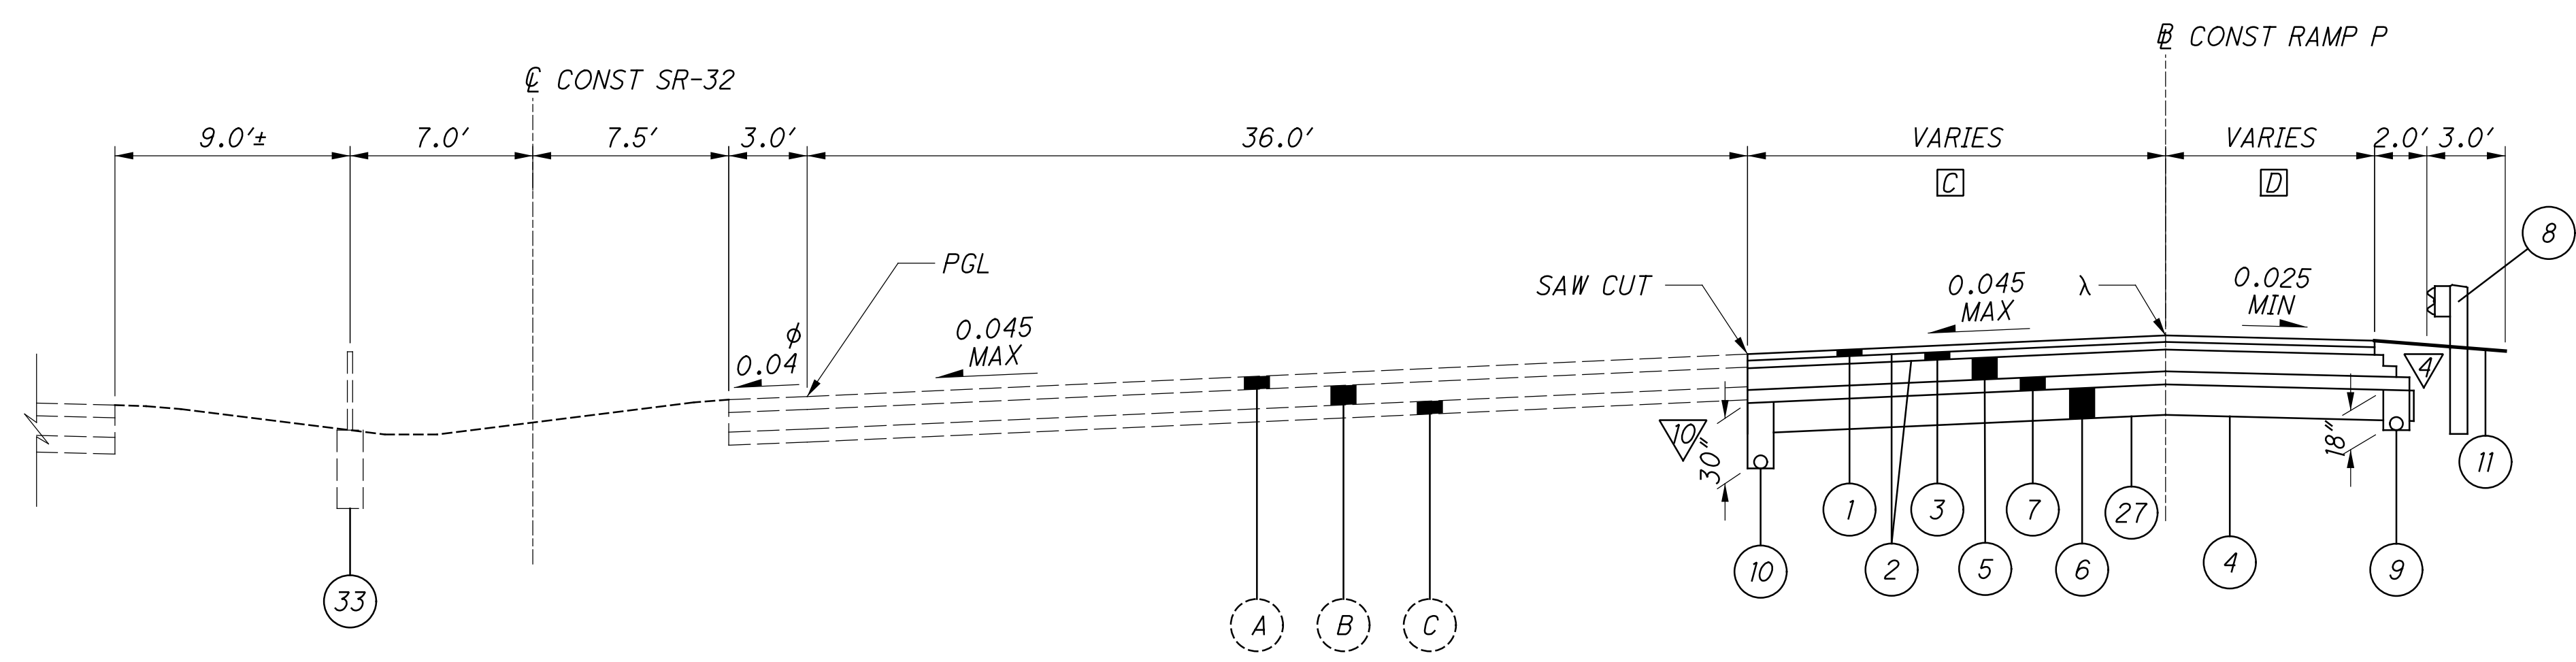 ℄ CONST SR-32
B͟L CONST RAMP P
9.0'±
7.0'
7.5'
3.0'
36.0'
VARIES
VARIES
2.0'
3.0'
C
D
8
PGL
SAW CUT
0.045
MAX
λ
0.025
MIN
ϕ
0.04
0.045
MAX
4
10
30"
18"
11
1
3
7
27
10
2
5
6
4
9
33
A
B
C